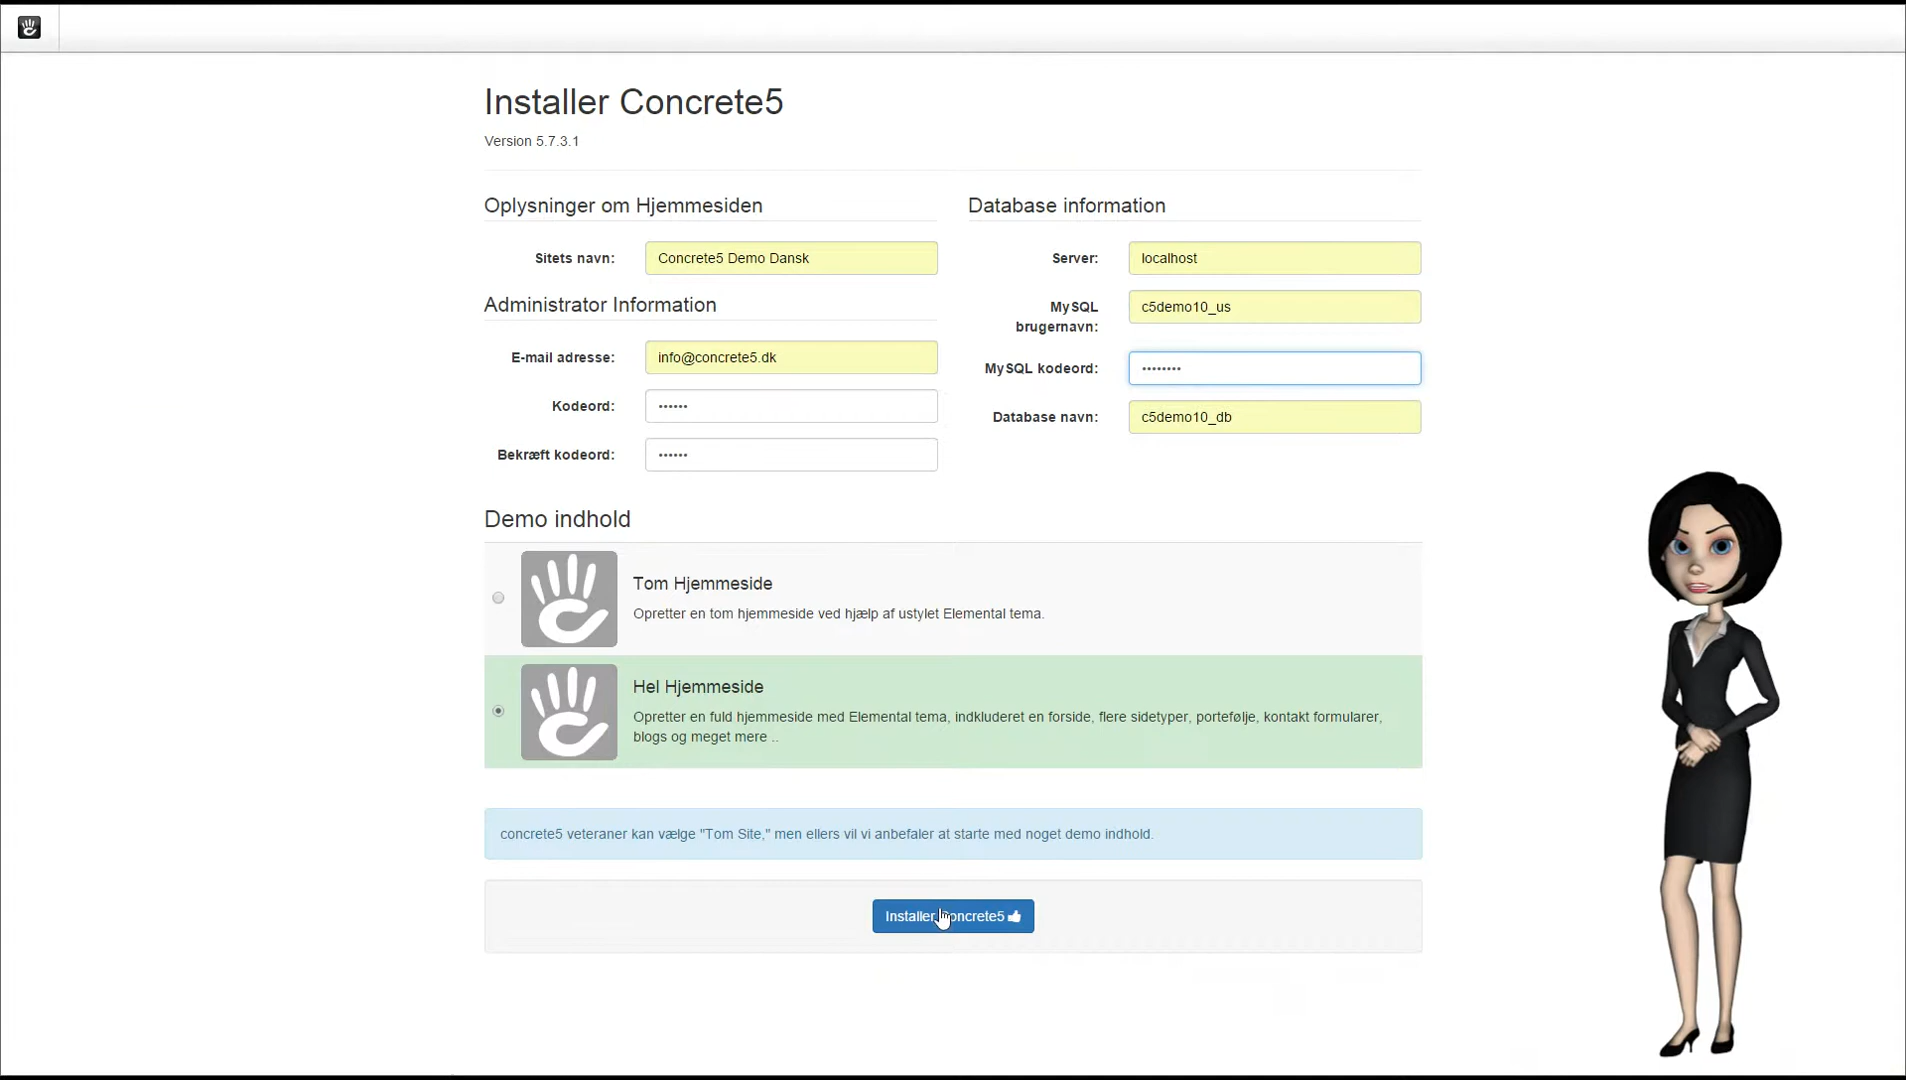 Installer Concrete5
Version 5.7.3.1
Oplysninger om Hjemmesiden
Sitets navn: Concrete5 Demo Dansk
Administrator Information
E-mail adresse: info@concrete5.dk
Kodeord: ••••••
Bekræft kodeord: ••••••
Database information
Server: localhost
MySQL
brugernavn: c5demo10_us
MySQL kodeord: ••••••••
Database navn: c5demo10_db
Demo indhold
Tom Hjemmeside
Opretter en tom hjemmeside ved hjælp af ustylet Elemental tema.
Hel Hjemmeside
Opretter en fuld hjemmeside med Elemental tema, indkluderet en forside, flere sidetyper, portefølje, kontakt formularer,
blogs og meget mere ..
concrete5 veteraner kan vælge "Tom Site," men ellers vil vi anbefaler at starte med noget demo indhold.
Installer Concrete5